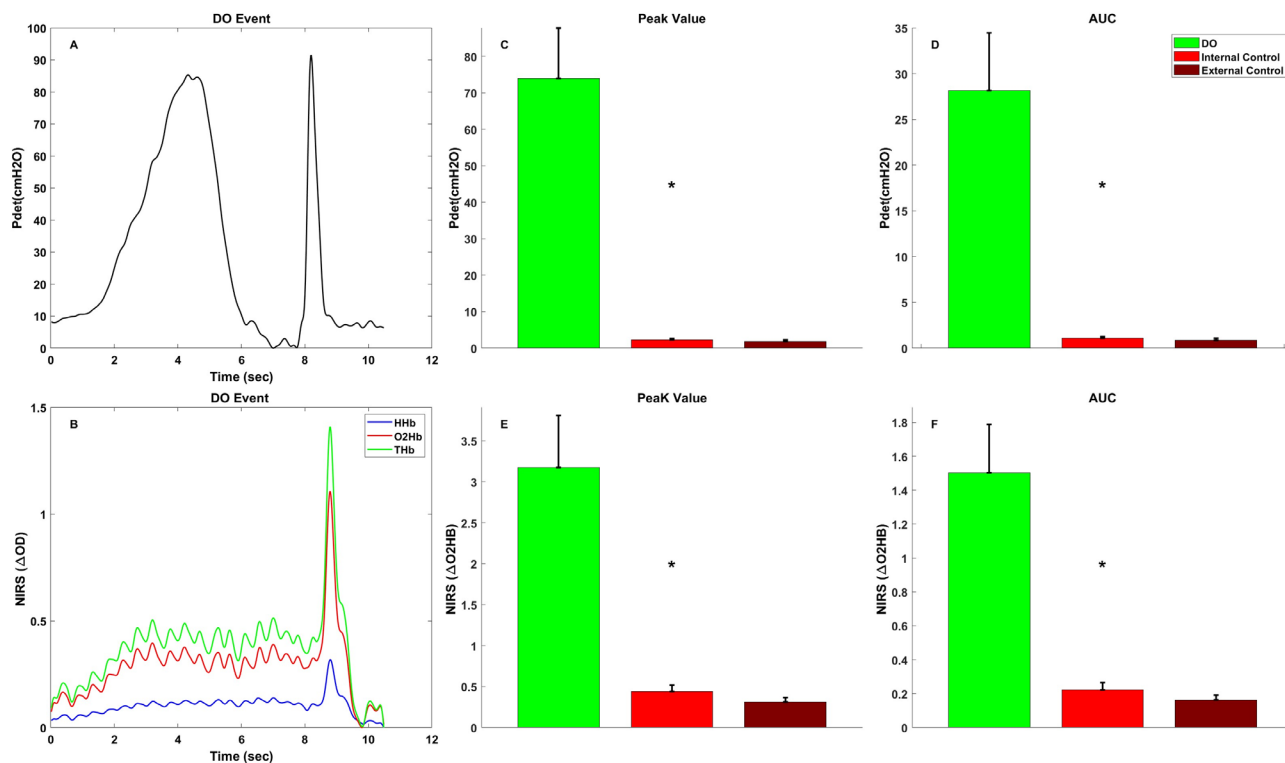 DO Event
A
Pdet(cmH2O)
100
90
80
70
60
50
40
30
20
10
0
0 2 4 6 8 10 12
Time (sec)
Peak Value
C
Pdet(cmH2O)
80
70
60
50
40
30
20
10
0
*
AUC
D
Pdet(cmH2O)
35
30
25
20
15
10
5
0
*
DO
Internal Control
External Control
DO Event
B
NIRS (△OD)
1.5
1
0.5
0
0 2 4 6 8 10 12
Time (sec)
HHb
O2Hb
THb
PeaK Value
E
NIRS (△O2HB)
3.5
3
2.5
2
1.5
1
0.5
0
*
AUC
F
NIRS (△O2HB)
1.8
1.6
1.4
1.2
1
0.8
0.6
0.4
0.2
0
*